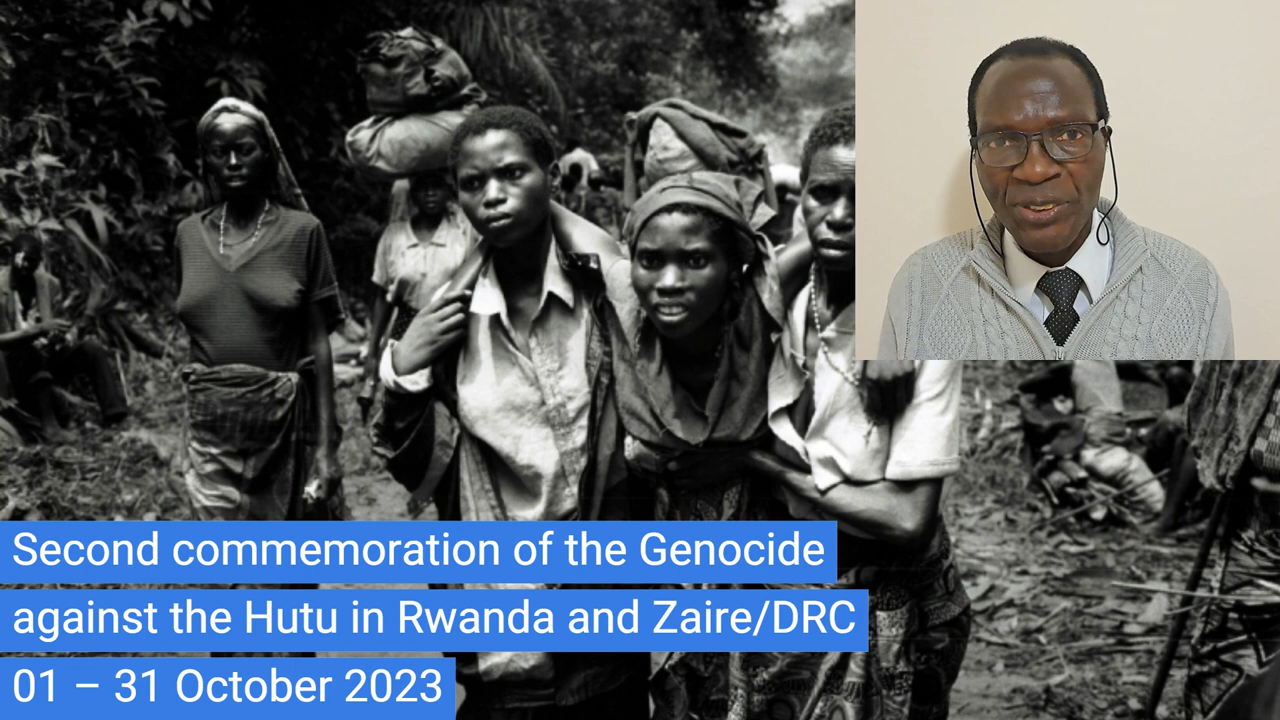 Second commemoration of the Genocide
against the Hutu in Rwanda and Zaire/DRC
01 – 31 October 2023